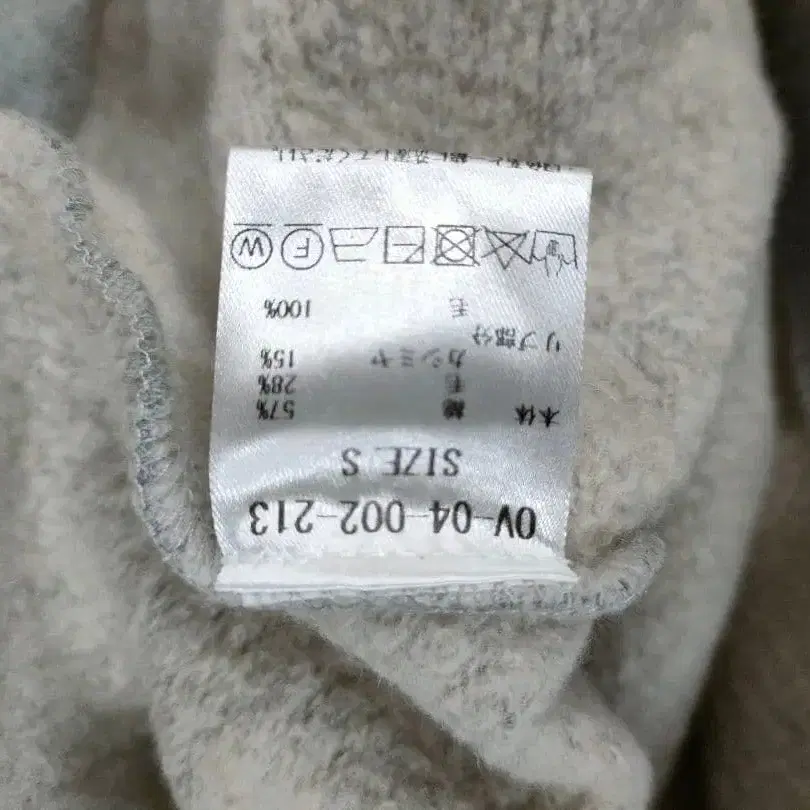 OV-04-002-213
SIZE S
本体 綿 57%
毛 28%
カシミヤ 15%
リブ部分
毛 100%
F W